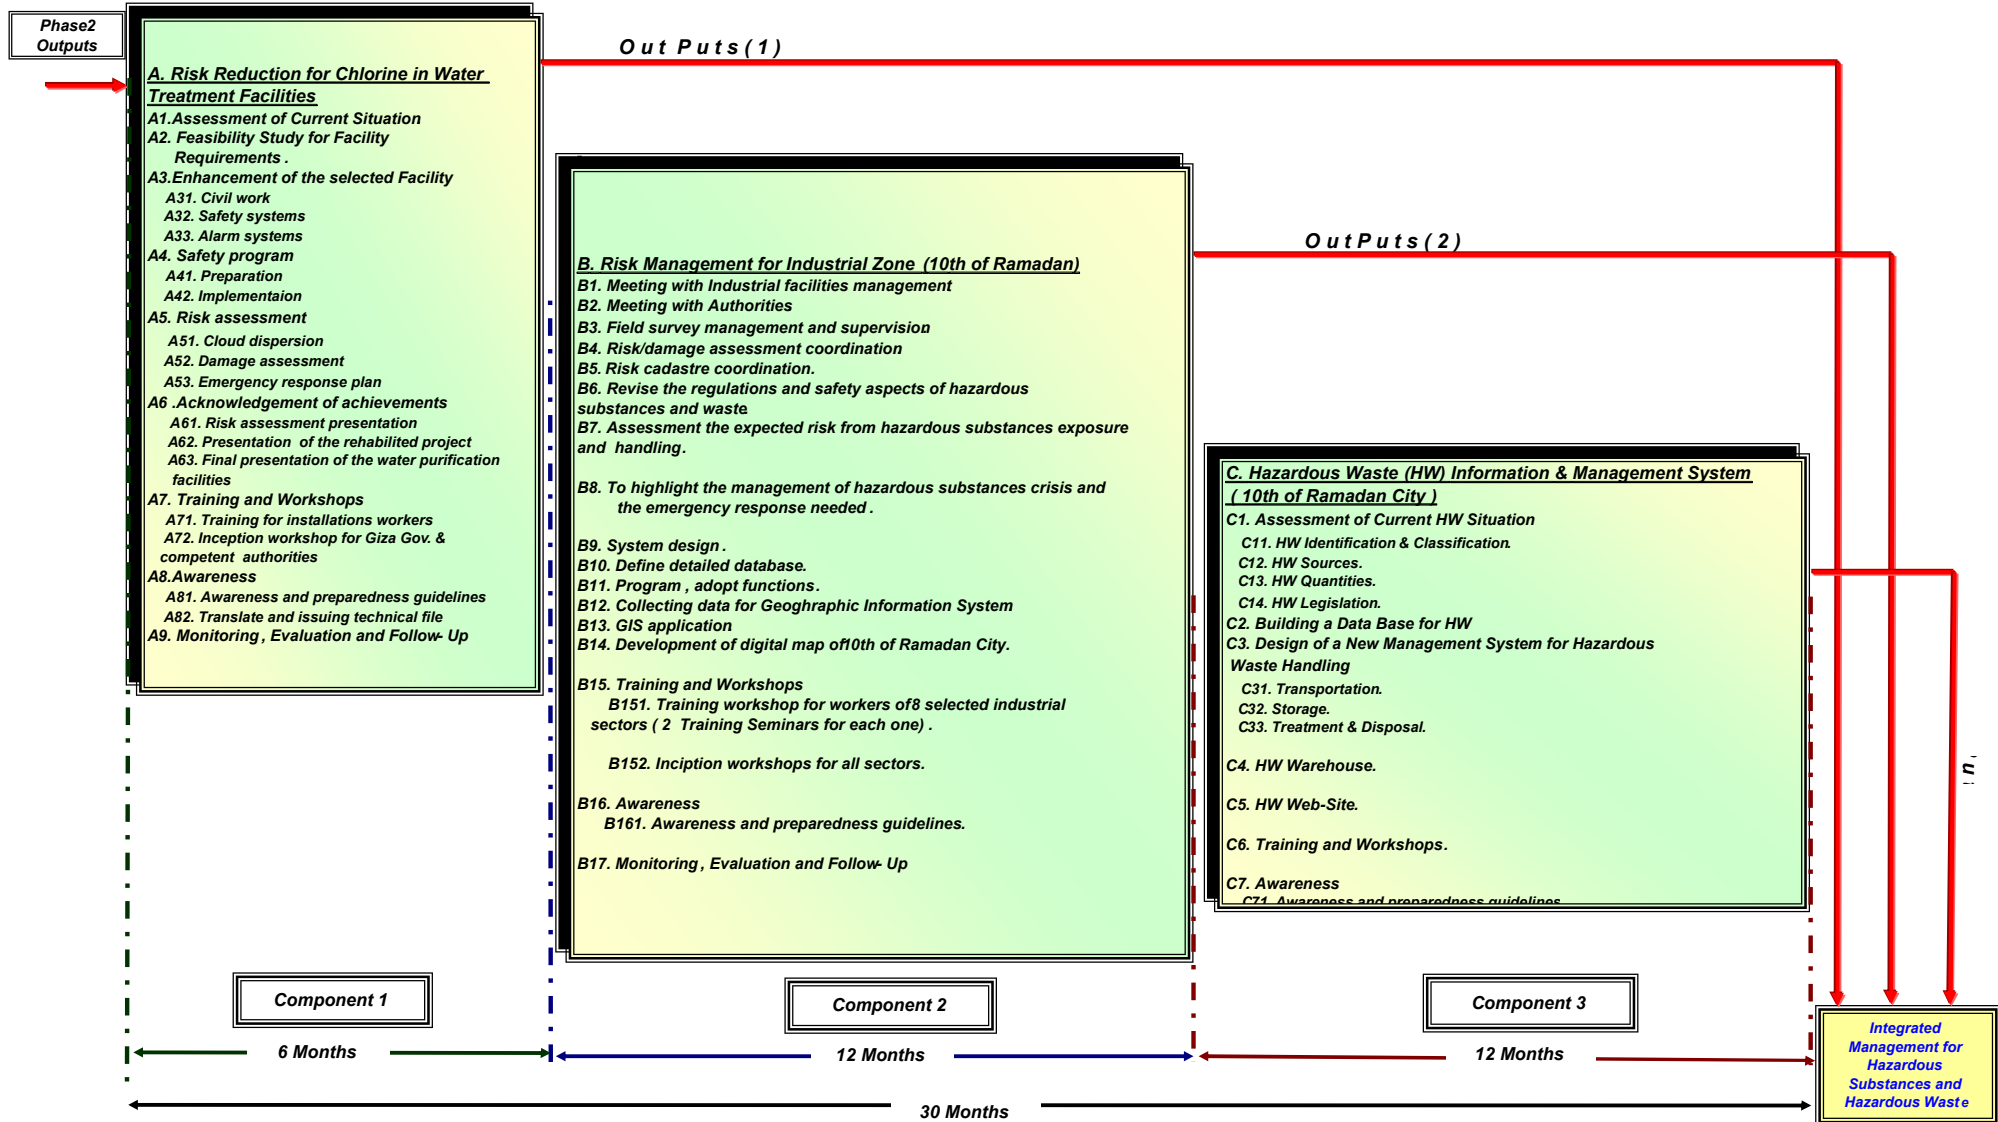 Phase2
Outputs
Out Puts(1)
A. Risk Reduction for Chlorine in Water
Treatment Facilities
A1.Assessment of Current Situation
A2. Feasibility Study for Facility
Requirements.
A3.Enhancement of the selected Facility
A31. Civil work
A32. Safety systems
A33. Alarm systems
A4. Safety program
A41. Preparation
A42. Implementaion
A5. Risk assessment
A51. Cloud dispersion
A52. Damage assessment
A53. Emergency response plan
A6 .Acknowledgement of achievements
A61. Risk assessment presentation
A62. Presentation of the rehabilited project
A63. Final presentation of the water purification
facilities
A7. Training and Workshops
A71. Training for installations workers
A72. Inception workshop for Giza Gov. &
competent authorities
A8.Awareness
A81. Awareness and preparedness guidelines
A82. Translate and issuing technical file
A9. Monitoring, Evaluation and Follow- Up
OutPuts(2)
B. Risk Management for Industrial Zone (10th of Ramadan)
B1. Meeting with Industrial facilities management
B2. Meeting with Authorities
B3. Field survey management and supervision
B4. Risk/damage assessment coordination
B5. Risk cadastre coordination.
B6. Revise the regulations and safety aspects of hazardous
substances and waste
B7. Assessment the expected risk from hazardous substances exposure
and handling.
B8. To highlight the management of hazardous substances crisis and
the emergency response needed.
B9. System design.
B10. Define detailed database.
B11. Program, adopt functions.
B12. Collecting data for Geoghraphic Information System
B13. GIS application
B14. Development of digital map of10th of Ramadan City.
B15. Training and Workshops
B151. Training workshop for workers of8 selected industrial
sectors ( 2 Training Seminars for each one) .
B152. Inciption workshops for all sectors.
B16. Awareness
B161. Awareness and preparedness guidelines.
B17. Monitoring, Evaluation and Follow- Up
C. Hazardous Waste (HW) Information & Management System
( 10th of Ramadan City )
C1. Assessment of Current HW Situation
C11. HW Identification & Classification.
C12. HW Sources.
C13. HW Quantities.
C14. HW Legislation.
C2. Building a Data Base for HW
C3. Design of a New Management System for Hazardous
Waste Handling
C31. Transportation.
C32. Storage.
C33. Treatment & Disposal.
C4. HW Warehouse.
C5. HW Web-Site.
C6. Training and Workshops.
C7. Awareness
C71. Awareness and preparedness guidelines
Component 1
Component 2
Component 3
6 Months
12 Months
12 Months
30 Months
Integrated
Management for
Hazardous
Substances and
Hazardous Waste